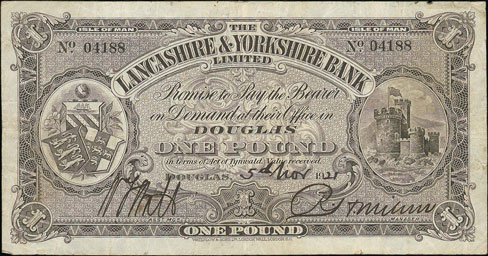 ISLE OF MAN THE ISLE OF MAN
No 04188 No 04188
LANCASHIRE & YORKSHIRE BANK
LIMITED
Promise to Pay the Bearer
on Demand at their Office in
DOUGLAS
ONE POUND
in terms of Act of Tynwald. Value received.
DOUGLAS, 5th Nov 1921
MANAGER
ONE POUND